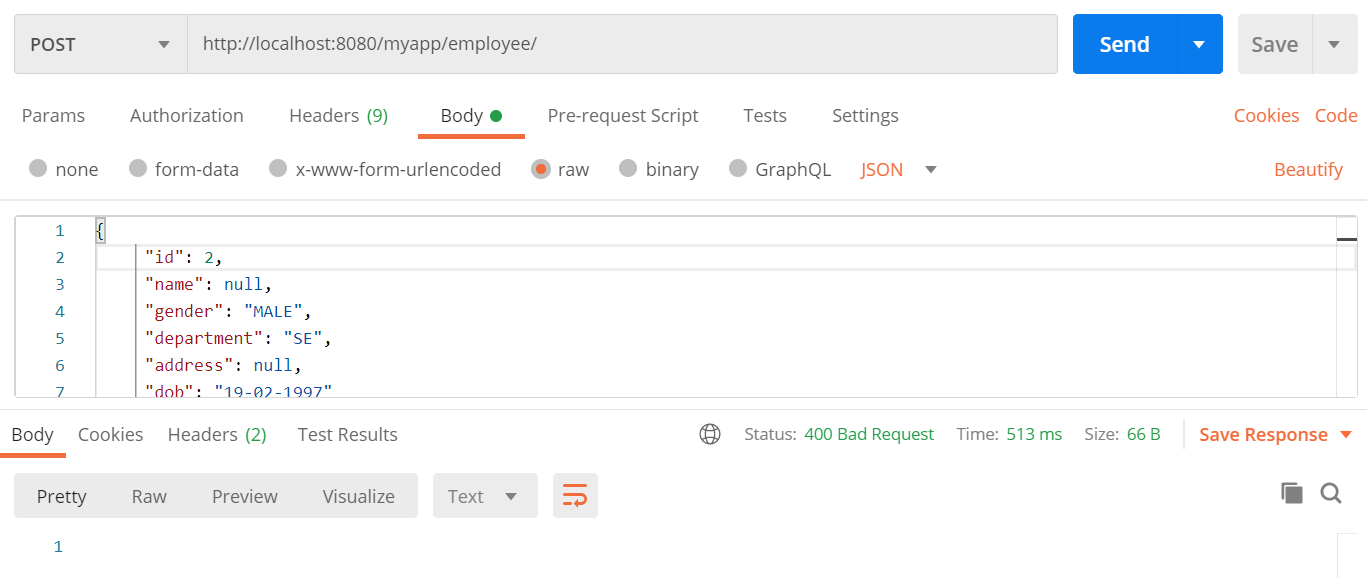 POST http://localhost:8080/myapp/employee/ Send Save
Params Authorization Headers (9) Body Pre-request Script Tests Settings Cookies Code
none form-data x-www-form-urlencoded raw binary GraphQL JSON Beautify
1 {
2 "id": 2,
3 "name": null,
4 "gender": "MALE",
5 "department": "SE",
6 "address": null,
7 "dob": "19-02-1997"
Body Cookies Headers (2) Test Results Status: 400 Bad Request Time: 513 ms Size: 66 B Save Response
Pretty Raw Preview Visualize Text
1